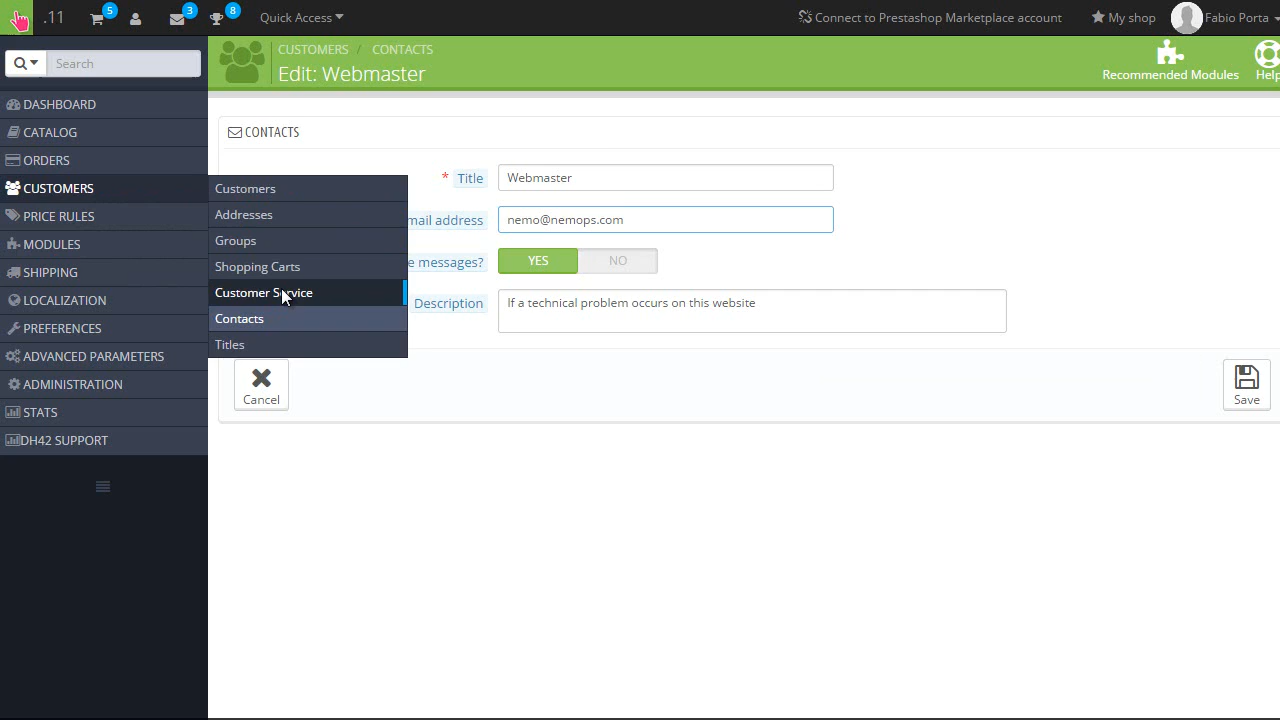 .11 5 3 8 Quick Access Connect to Prestashop Marketplace account My shop Fabio Porta
Search
CUSTOMERS / CONTACTS
Edit: Webmaster
Recommended Modules Help
DASHBOARD
CATALOG
ORDERS
CUSTOMERS
PRICE RULES
MODULES
SHIPPING
LOCALIZATION
PREFERENCES
ADVANCED PARAMETERS
ADMINISTRATION
STATS
DH42 SUPPORT
Customers
Addresses
Groups
Shopping Carts
Customer Service
Contacts
Titles
CONTACTS
* Title Webmaster
mail address nemo@nemops.com
e messages? YES NO
Description If a technical problem occurs on this website
Cancel Save